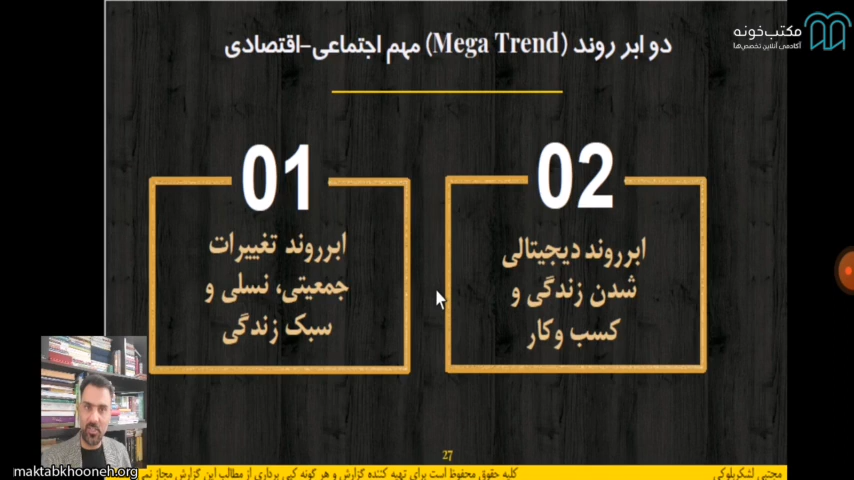 مکتب‌خونه
آکادمی آنلاین تخصص‌ها
دو ابر روند (Mega Trend) مهم اجتماعی-اقتصادی
01
ابرروند تغییرات
جمعیتی، نسلی و
سبک زندگی
02
ابرروند دیجیتالی
شدن زندگی و
کسب وکار
27
مجتبی لشکربلوکی
کلیه حقوق محفوظ است برای تهیه کننده گزارش و هر گونه کپی برداری از مطالب این گزارش مجاز نمی
maktabkhooneh.org